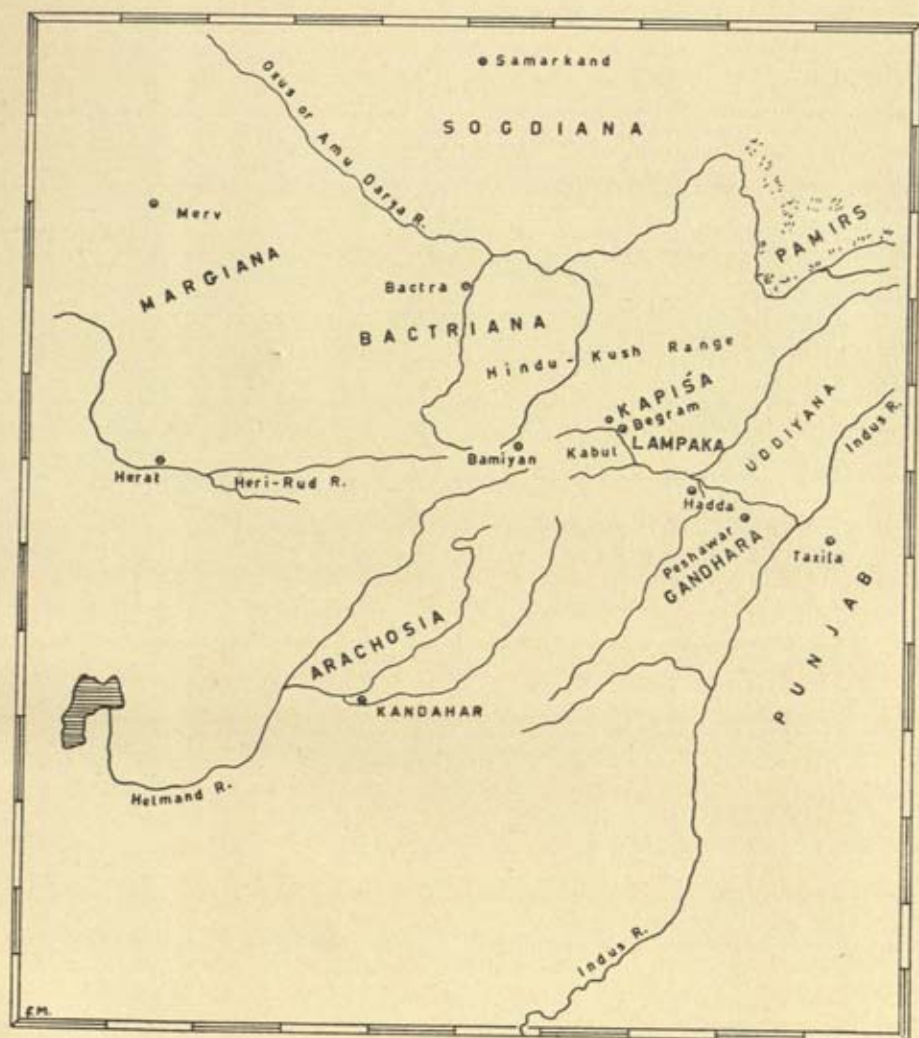 Samarkand
SOGDIANA
Oxus or Amu Darya R.
Merv
MARGIANA
PAMIRS
Bactra
BACTRIANA
Hindu-Kush Range
KAPIŚA
Begram
LAMPAKA
UDDIYANA
Indus R.
Kabul
Bamiyan
Herat
Heri-Rud R.
Hadda
Peshawar
GANDHARA
Taxila
PUNJAB
ARACHOSIA
KANDAHAR
Helmand R.
Indus R.
F.M.